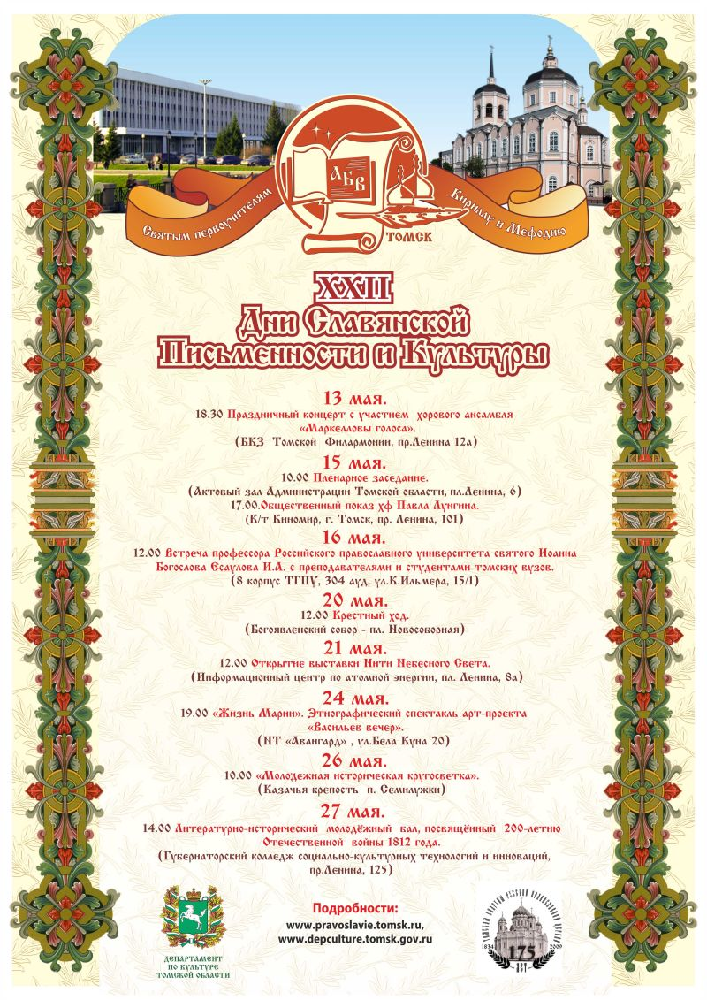 Святым первоучителям
Кириллу и Мефодию
АБВ
ТОМСК
XXII
Дни Славянской
Письменности и Культуры
13 мая.
18.30 Праздничный концерт с участием хорового ансамбля
«Маркелловы голоса».
(БКЗ Томской Филармонии, пр.Ленина 12а)
15 мая.
10.00 Пленарное заседание.
(Актовый зал Администрации Томской области, пл.Ленина, 6)
17.00.Общественный показ хф Павла Лунгина.
(К/т Киномир, г. Томск, пр. Ленина, 101)
16 мая.
12.00 Встреча профессора Российского православного университета святого Иоанна
Богослова Есаулова И.А. с преподавателями и студентами томских вузов.
(8 корпус ТГПУ, 304 ауд, ул.К.Ильмера, 15/1)
20 мая.
12.00 Крестный ход.
(Богоявленский собор - пл. Новособорная)
21 мая.
12.00 Открытие выставки Нити Небесного Света.
(Информационный центр по атомной энергии, пл. Ленина, 8а)
24 мая.
19.00 «Жизнь Марии». Этнографический спектакль арт-проекта
«Васильев вечер».
(НТ «Авангард» , ул.Бела Куна 20)
26 мая.
10.00 «Молодежная историческая кругосветка».
(Казачья крепость п. Семилужки)
27 мая.
14.00 Литературно-исторический молодёжный бал, посвящённый 200-летию
Отечественной войны 1812 года.
(Губернаторский колледж социально-культурных технологий и инноваций,
пр.Ленина, 125)
Подробности:
www.pravoslavie.tomsk.ru,
www.depculture.tomsk.gov.ru
ДЕПАРТАМЕНТ
ПО КУЛЬТУРЕ
ТОМСКОЙ ОБЛАСТИ
1834
2009
175
ЛЕТ